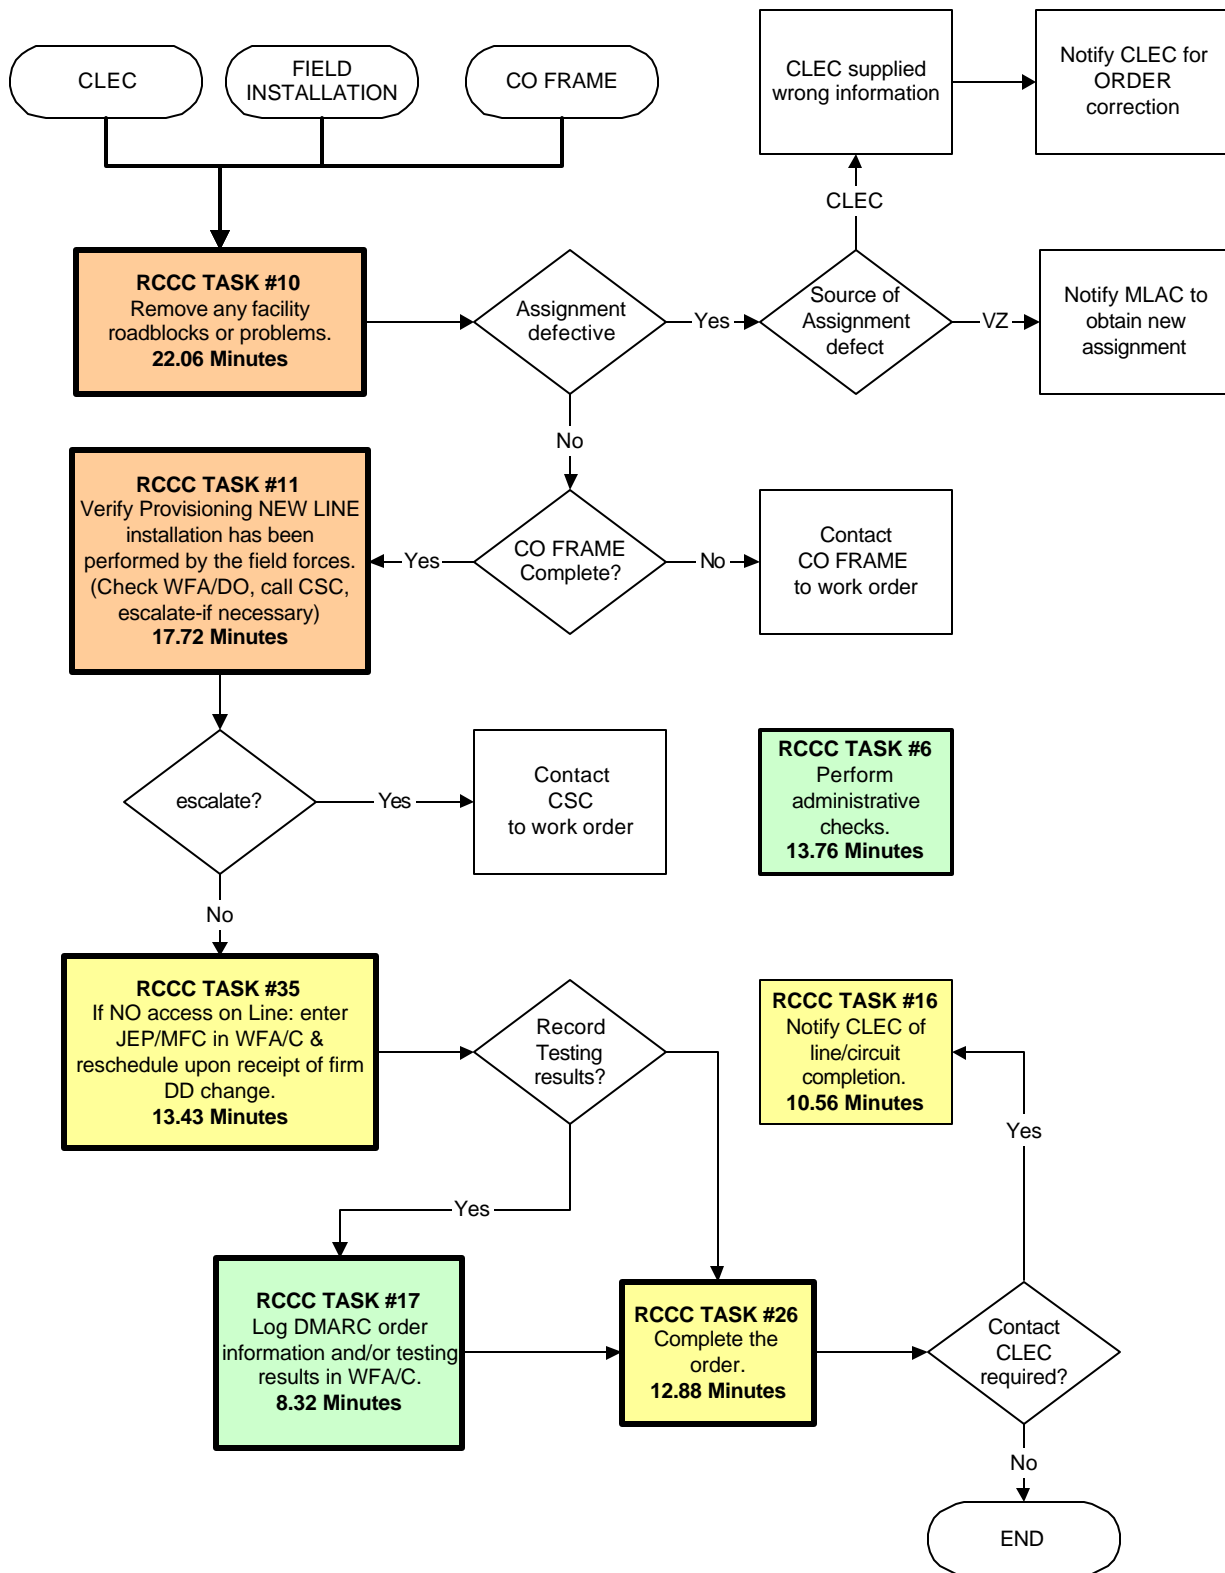 CLEC
FIELD
INSTALLATION
CO FRAME
CLEC supplied
wrong information
Notify CLEC for
ORDER
correction
CLEC
RCCC TASK #10
Remove any facility
roadblocks or problems.
22.06 Minutes
Assignment
defective
Yes
Source of
Assignment
defect
VZ
Notify MLAC to
obtain new
assignment
No
RCCC TASK #11
Verify Provisioning NEW LINE
installation has been
performed by the field forces.
(Check WFA/DO, call CSC,
escalate-if necessary)
17.72 Minutes
Yes
CO FRAME
Complete?
No
Contact
CO FRAME
to work order
escalate?
Yes
Contact
CSC
to work order
RCCC TASK #6
Perform
administrative
checks.
13.76 Minutes
No
RCCC TASK #35
If NO access on Line: enter
JEP/MFC in WFA/C &
reschedule upon receipt of firm
DD change.
13.43 Minutes
Record
Testing
results?
RCCC TASK #16
Notify CLEC of
line/circuit
completion.
10.56 Minutes
Yes
Yes
RCCC TASK #17
Log DMARC order
information and/or testing
results in WFA/C.
8.32 Minutes
RCCC TASK #26
Complete the
order.
12.88 Minutes
Contact
CLEC
required?
No
END